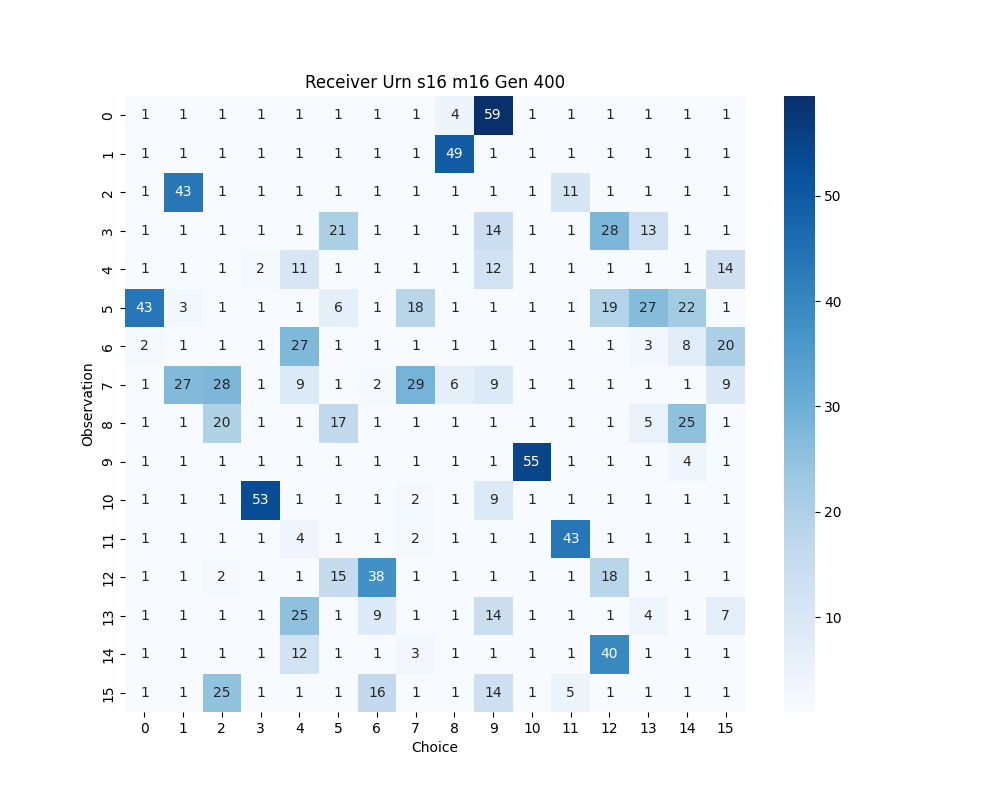 Receiver Urn s16 m16 Gen 400
0 1 1 1 1 1 1 1 1 4 59 1 1 1 1 1 1
1 1 1 1 1 1 1 1 1 49 1 1 1 1 1 1 1
2 1 43 1 1 1 1 1 1 1 1 1 11 1 1 1 1
3 1 1 1 1 1 21 1 1 1 14 1 1 28 13 1 1
4 1 1 1 2 11 1 1 1 1 12 1 1 1 1 1 14
5 43 3 1 1 1 6 1 18 1 1 1 1 19 27 22 1
6 2 1 1 1 27 1 1 1 1 1 1 1 1 3 8 20
7 1 27 28 1 9 1 2 29 6 9 1 1 1 1 1 9
8 1 1 20 1 1 17 1 1 1 1 1 1 1 5 25 1
9 1 1 1 1 1 1 1 1 1 1 55 1 1 1 4 1
10 1 1 1 53 1 1 1 2 1 9 1 1 1 1 1 1
11 1 1 1 1 4 1 1 2 1 1 1 43 1 1 1 1
12 1 1 2 1 1 15 38 1 1 1 1 1 18 1 1 1
13 1 1 1 1 25 1 9 1 1 14 1 1 1 4 1 7
14 1 1 1 1 12 1 1 3 1 1 1 1 40 1 1 1
15 1 1 25 1 1 1 16 1 1 14 1 5 1 1 1 1
0 1 2 3 4 5 6 7 8 9 10 11 12 13 14 15
Choice
Observation
50
40
30
20
10